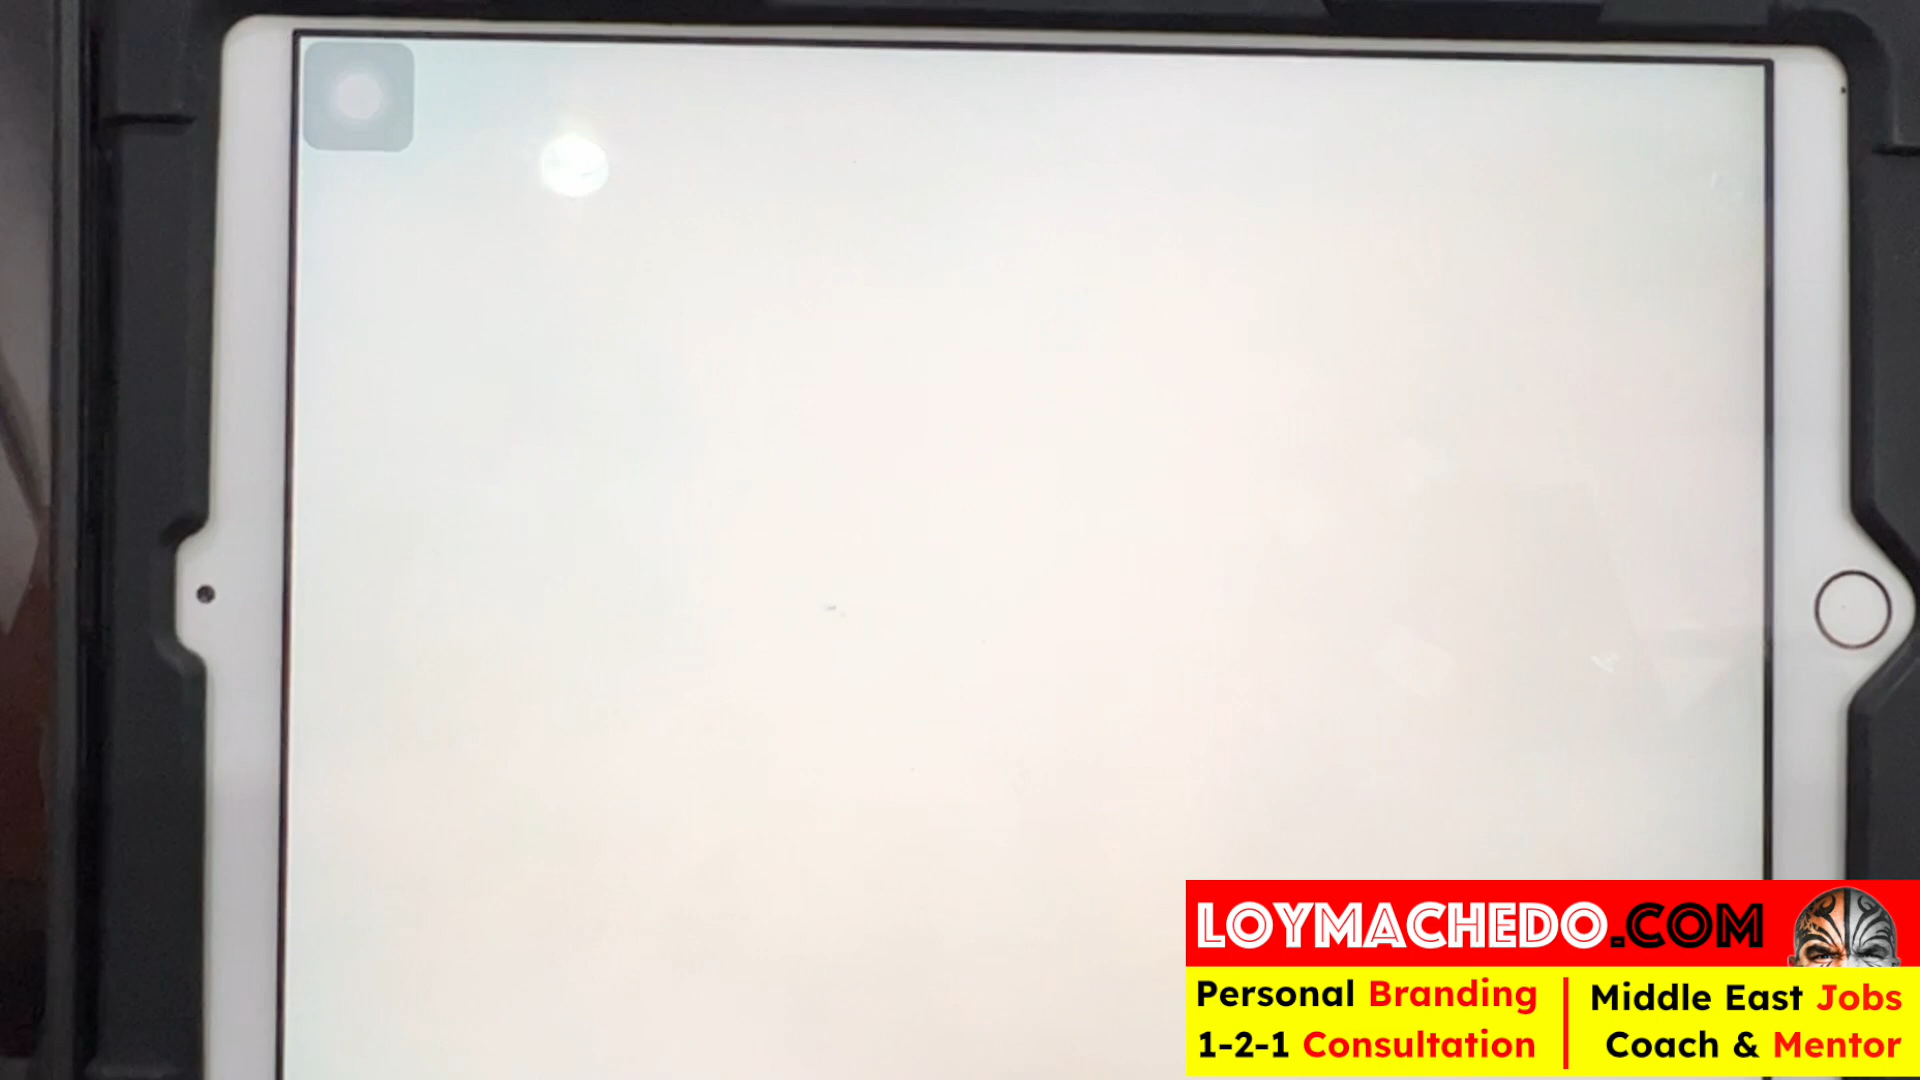 LOYMACHEDO.COM
Personal Branding | Middle East Jobs
1-2-1 Consultation | Coach & Mentor